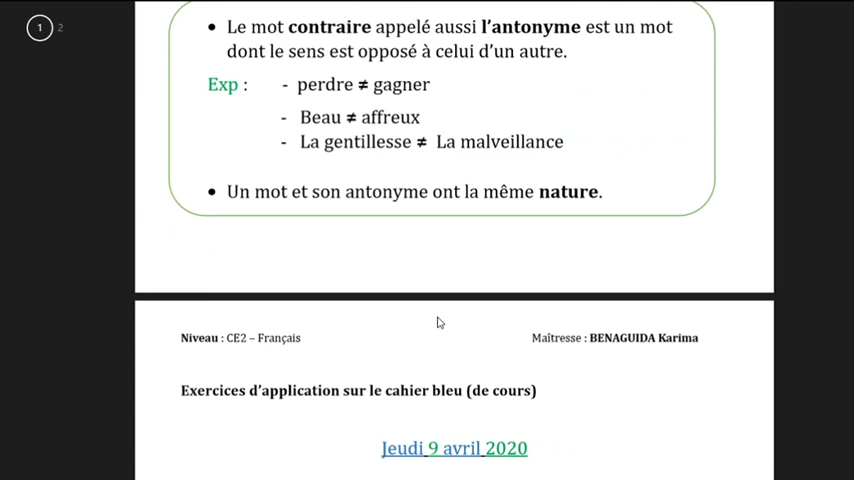 1 2
• Le mot contraire appelé aussi l’antonyme est un mot
dont le sens est opposé à celui d’un autre.
Exp : - perdre ≠ gagner
- Beau ≠ affreux
- La gentillesse ≠ La malveillance
• Un mot et son antonyme ont la même nature.
Niveau : CE2 – Français Maîtresse : BENAGUIDA Karima
Exercices d’application sur le cahier bleu (de cours)
Jeudi 9 avril 2020